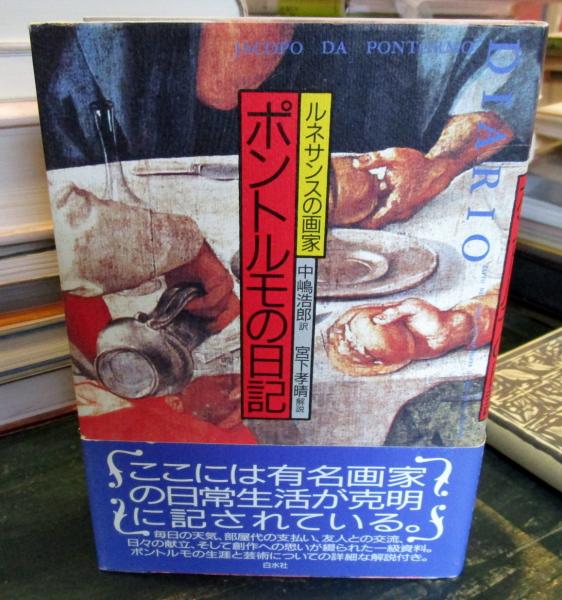 JACOPO DA PONTORMO
DIARIO
ルネサンスの画家
ポントルモの日記
中嶋浩郎訳
宮下孝晴解説
ここには有名画家
の日常生活が克明
に記されている。
毎日の天気、部屋代の支払い、友人との交流、
日々の献立、そして創作への思いが綴られた一級資料。
ポントルモの生涯と芸術についての詳細な解説付き。
白水社